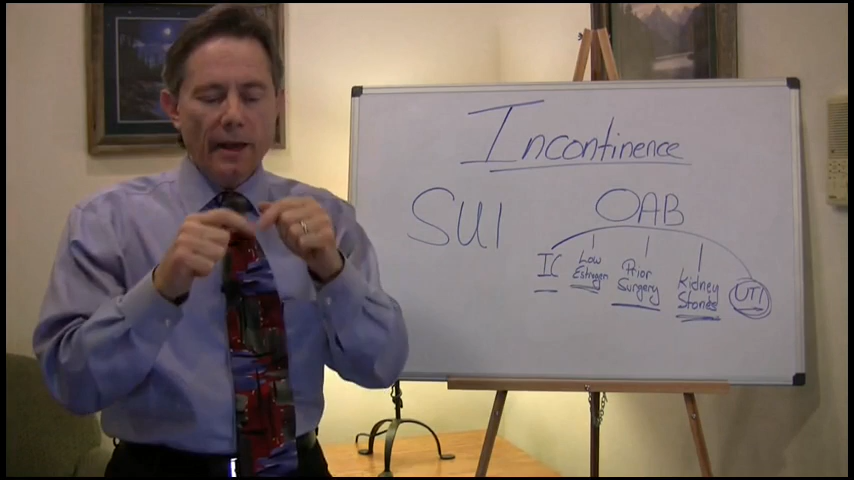 Incontinence
SUI
OAB
IC
Low
Estrogen
Prior
Surgery
Kidney
Stones
UTI